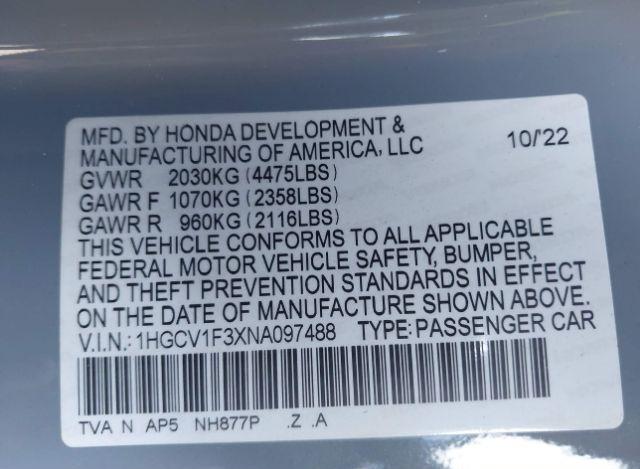 MFD. BY HONDA DEVELOPMENT &
MANUFACTURING OF AMERICA, LLC 10/'22
GVWR 2030KG (4475LBS)
GAWR F 1070KG (2358LBS)
GAWR R 960KG (2116LBS)
THIS VEHICLE CONFORMS TO ALL APPLICABLE
FEDERAL MOTOR VEHICLE SAFETY, BUMPER,
AND THEFT PREVENTION STANDARDS IN EFFECT
ON THE DATE OF MANUFACTURE SHOWN ABOVE.
V.I.N.: 1HGCV1F3XNA097488 TYPE: PASSENGER CAR
TVA N AP5 NH877P .Z .A